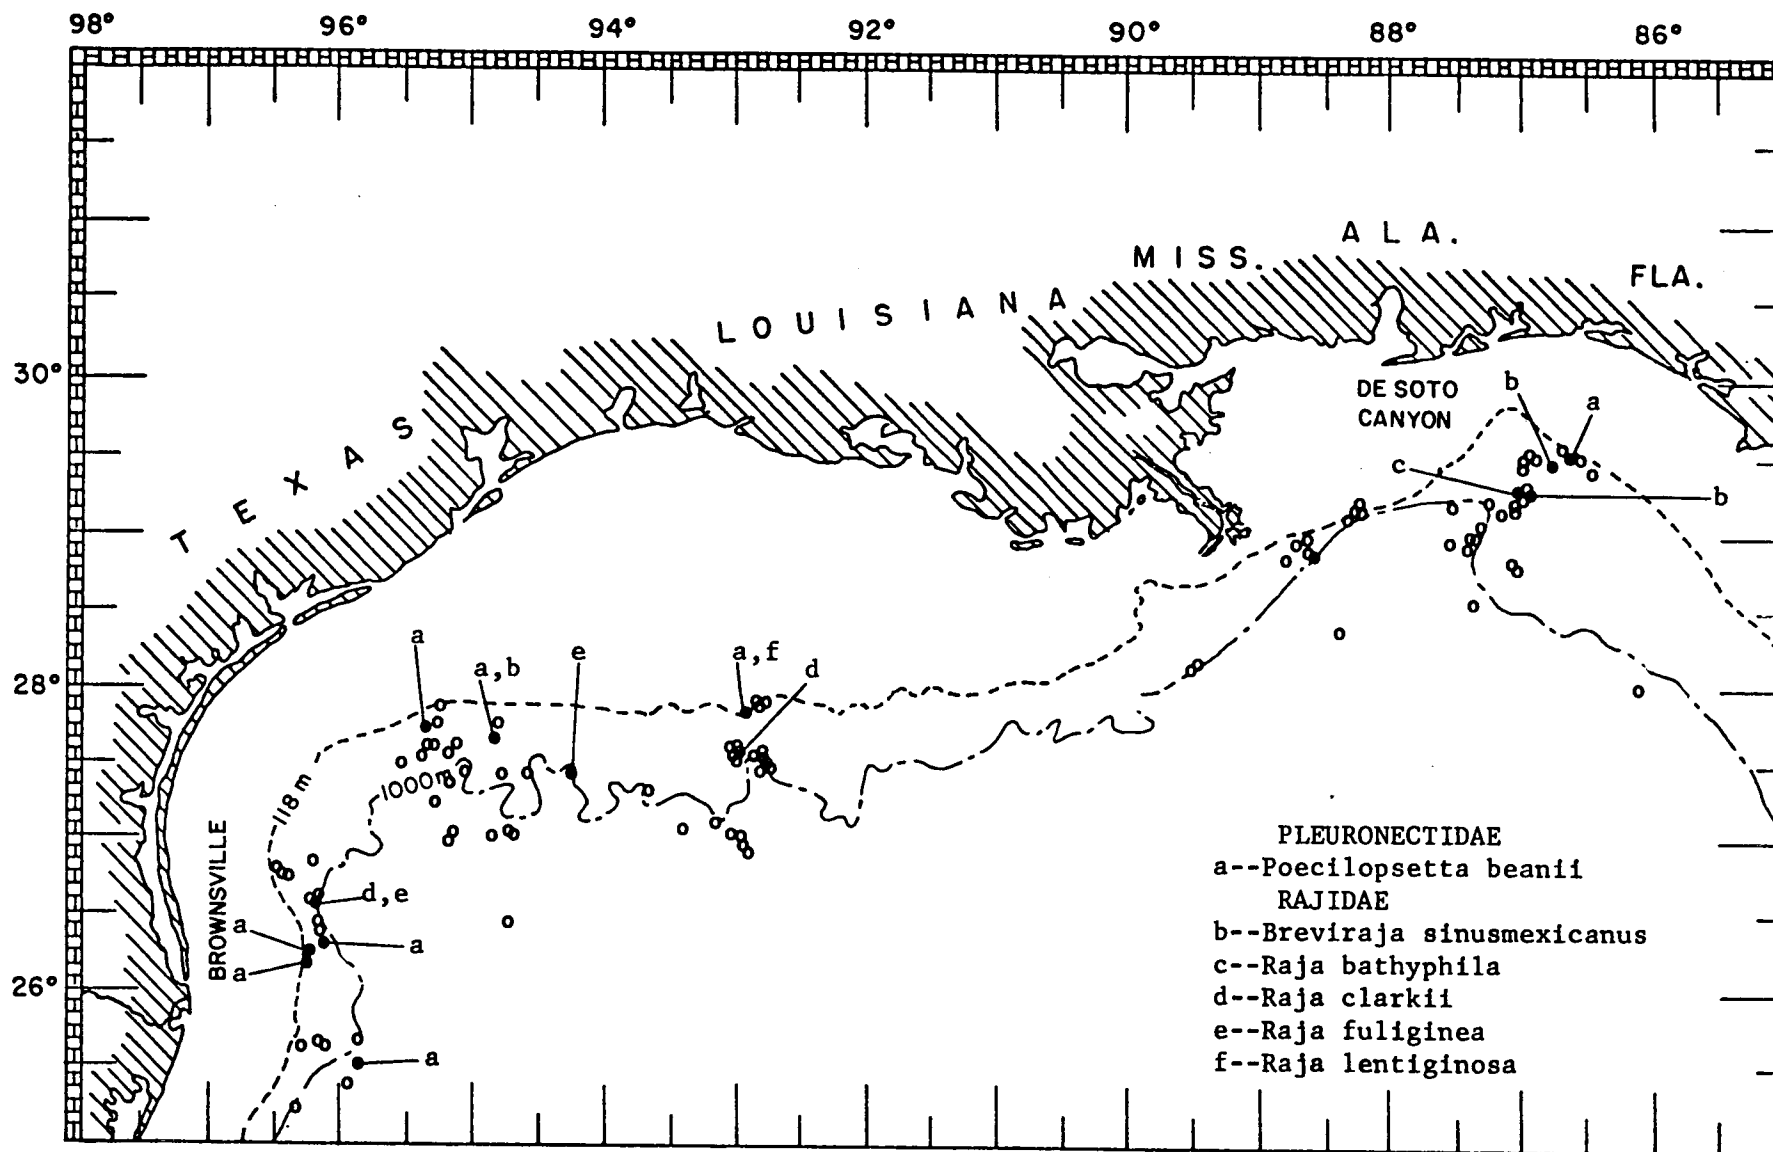 98° 96° 94° 92° 90° 88° 86°
ALA.
MISS.
FLA.
LOUISIANA
30°
TEXAS
DE SOTO
CANYON
b
a
c
b
a
a,b
e
a,f
d
28°
118 m
1000m
BROWNSVILLE
d,e
a
a
a
26°
a
PLEURONECTIDAE
a--Poecilopsetta beanii
RAJIDAE
b--Breviraja sinusmexicanus
c--Raja bathyphila
d--Raja clarkii
e--Raja fuliginea
f--Raja lentiginosa